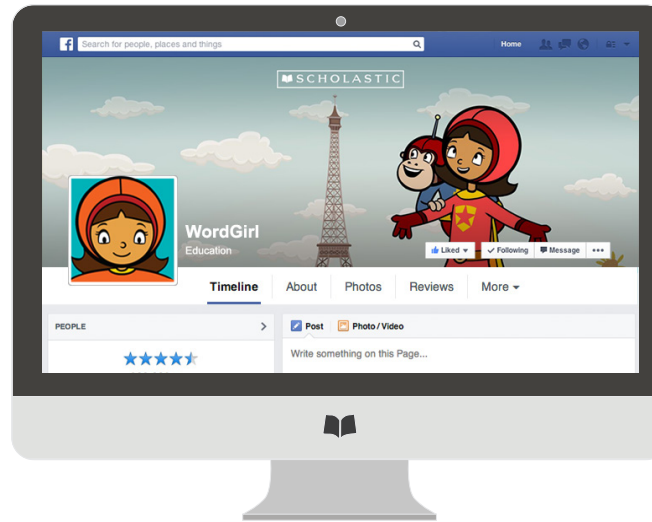 Search for people, places and things
Home
SCHOLASTIC
WordGirl
Education
Liked
Following
Message
Timeline
About
Photos
Reviews
More
PEOPLE
Post
Photo / Video
Write something on this Page...